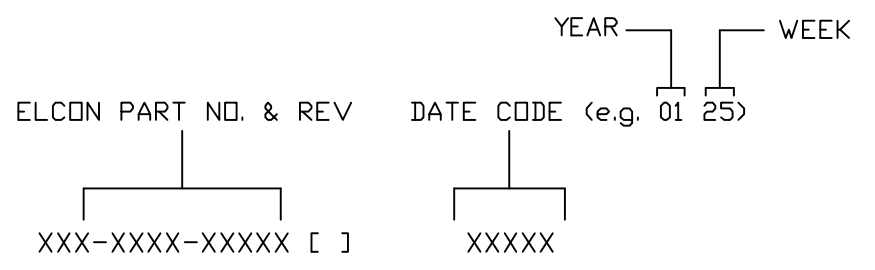 YEAR WEEK
ELCON PART NO. & REV DATE CODE (e.g. 01 25)
XXX-XXXX-XXXXX [ ] XXXXX